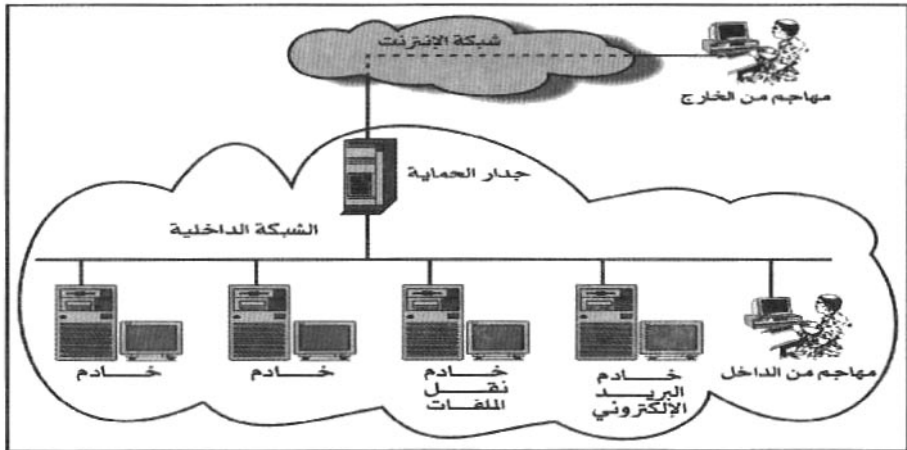 شبكة الإنترنت
مهاجم من الخارج
جدار الحماية
الشبكة الداخلية
خادم
خادم
خادم
نقل
الملفات
خادم
البريد
الإلكتروني
مهاجم من الداخل